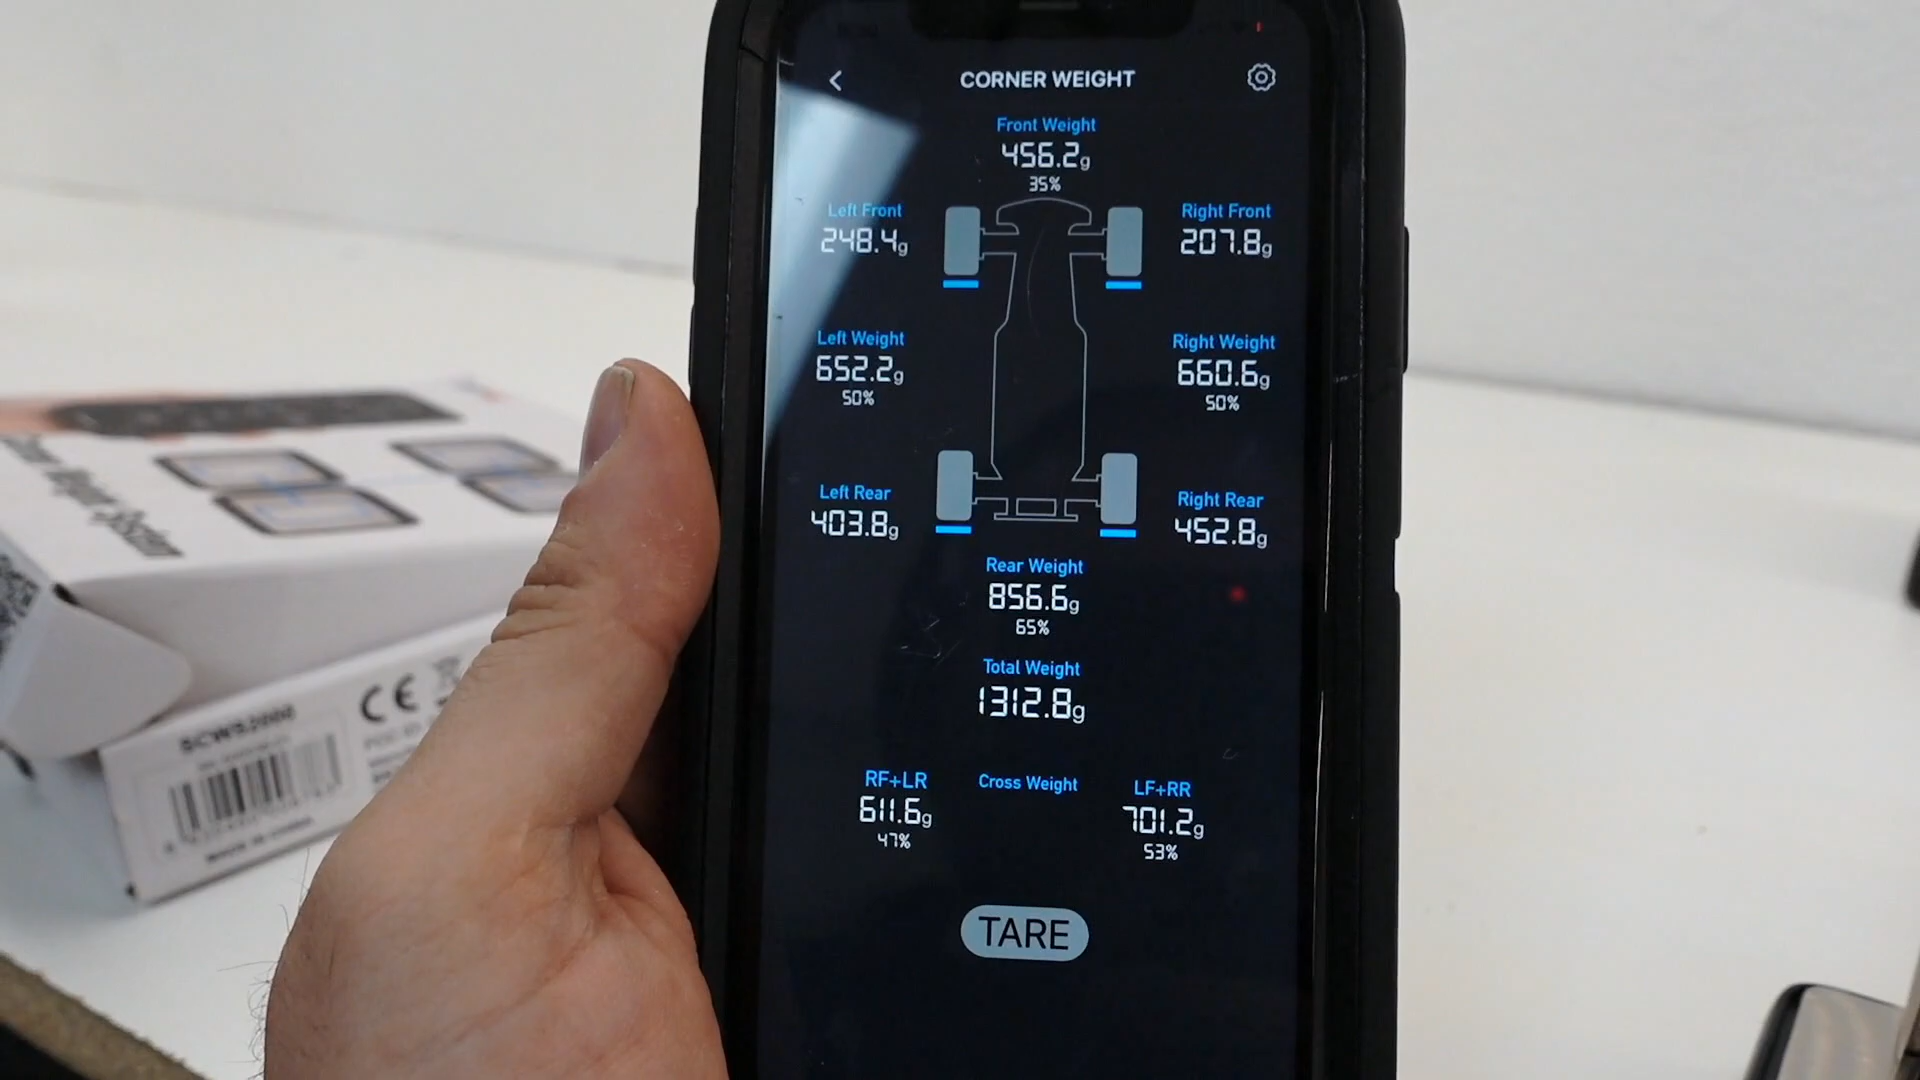 CORNER WEIGHT
Front Weight
456.2g
35%
Left Front
248.4g
Right Front
207.8g
Left Weight
652.2g
50%
Right Weight
660.6g
50%
Left Rear
403.8g
Right Rear
452.8g
Rear Weight
856.6g
65%
Total Weight
1312.8g
RF+LR
611.6g
47%
Cross Weight
LF+RR
701.2g
53%
TARE
System
SCWS2000
CE